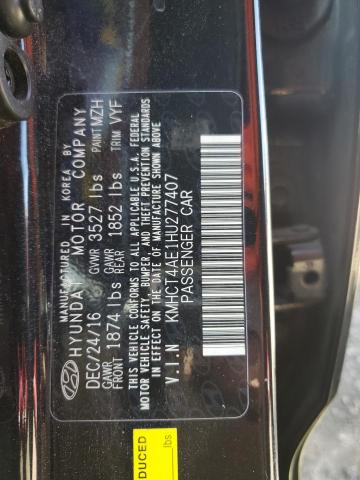 MANUFACTURED IN KOREA BY
HYUNDAI MOTOR COMPANY
DEC/24/16 GVWR 3527 lbs PAINT MZH
GAWR FRONT 1874 lbs GAWR REAR 1852 lbs TRIM VYF
THIS VEHICLE CONFORMS TO ALL APPLICABLE U.S.A. FEDERAL
MOTOR VEHICLE SAFETY, BUMPER, AND THEFT PREVENTION STANDARDS
IN EFFECT ON THE DATE OF MANUFACTURE SHOWN ABOVE.
V.I.N KMHCT4AE1HU277407
PASSENGER CAR
DUCED
lbs